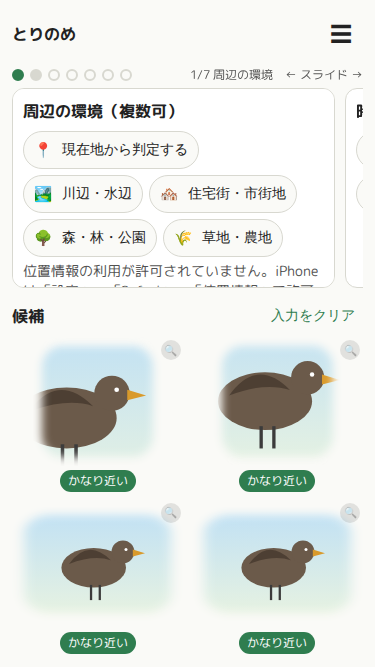 とりのめ
1/7 周辺の環境 ← スライド →
周辺の環境（複数可）
現在地から判定する
川辺・水辺
住宅街・市街地
森・林・公園
草地・農地
位置情報の利用が許可されていません。iPhone
候補
入力をクリア
かなり近い
かなり近い
かなり近い
かなり近い